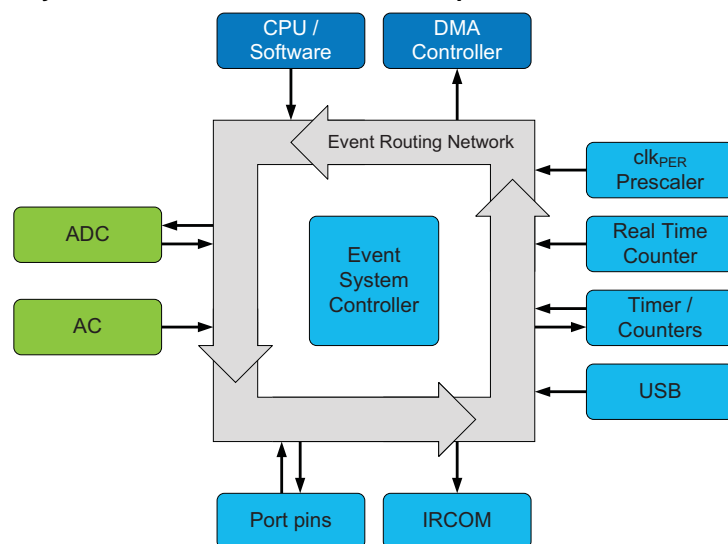 CPU /
Software
DMA
Controller
Event Routing Network
clkPER
Prescaler
ADC
Event
System
Controller
Real Time
Counter
AC
Timer /
Counters
USB
Port pins
IRCOM